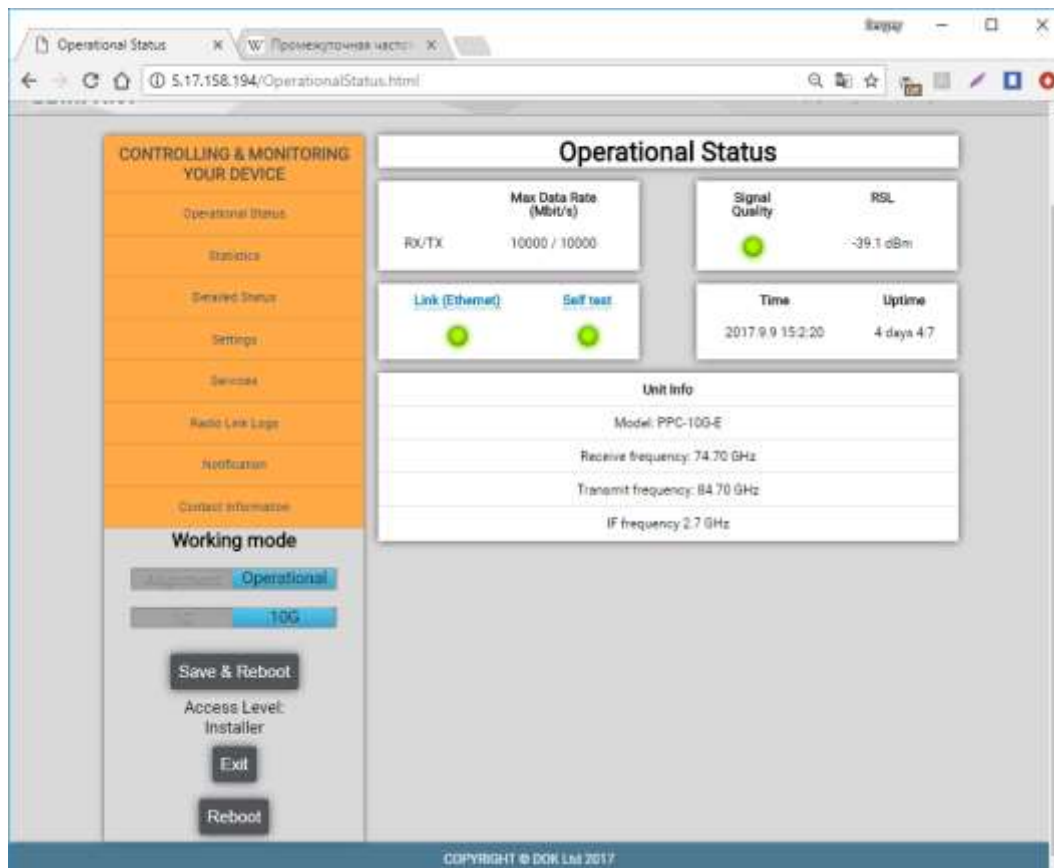 Operational Status
Промежуточная часто
5.17.158.194/OperationalStatus.html
CONTROLLING & MONITORING
YOUR DEVICE
Operational Status
Statistics
Detailed Status
Settings
Services
Radio Link Logs
Notification
Contact Information
Working mode
Alignment Operational
10G
Save & Reboot
Access Level:
Installer
Exit
Reboot
Operational Status
Max Data Rate
(Mbit/s)
RX/TX 10000 / 10000
Signal
Quality
RSL
-39.1 dBm
Link (Ethernet) Self test
Time Uptime
2017.9.9 15:2:20 4 days 4:7
Unit Info
Model: PPC-10G-E
Receive frequency: 74.70 GHz
Transmit frequency: 84.70 GHz
IF frequency 2.7 GHz
COPYRIGHT © DOK Ltd 2017